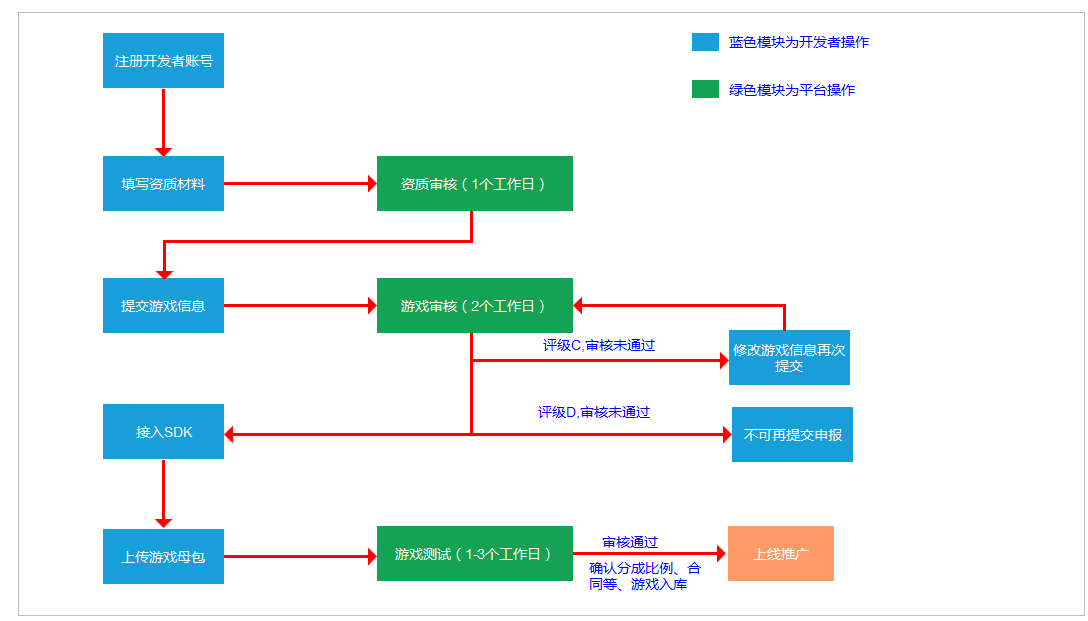 注册开发者账号
蓝色模块为开发者操作
绿色模块为平台操作
填写资质材料
资质审核（1个工作日）
提交游戏信息
游戏审核（2个工作日）
评级C,审核未通过
修改游戏信息再次
提交
评级D,审核未通过
接入SDK
不可再提交申报
上传游戏母包
游戏测试（1-3个工作日）
审核通过
确认分成比例、合
同等、游戏入库
上线推广